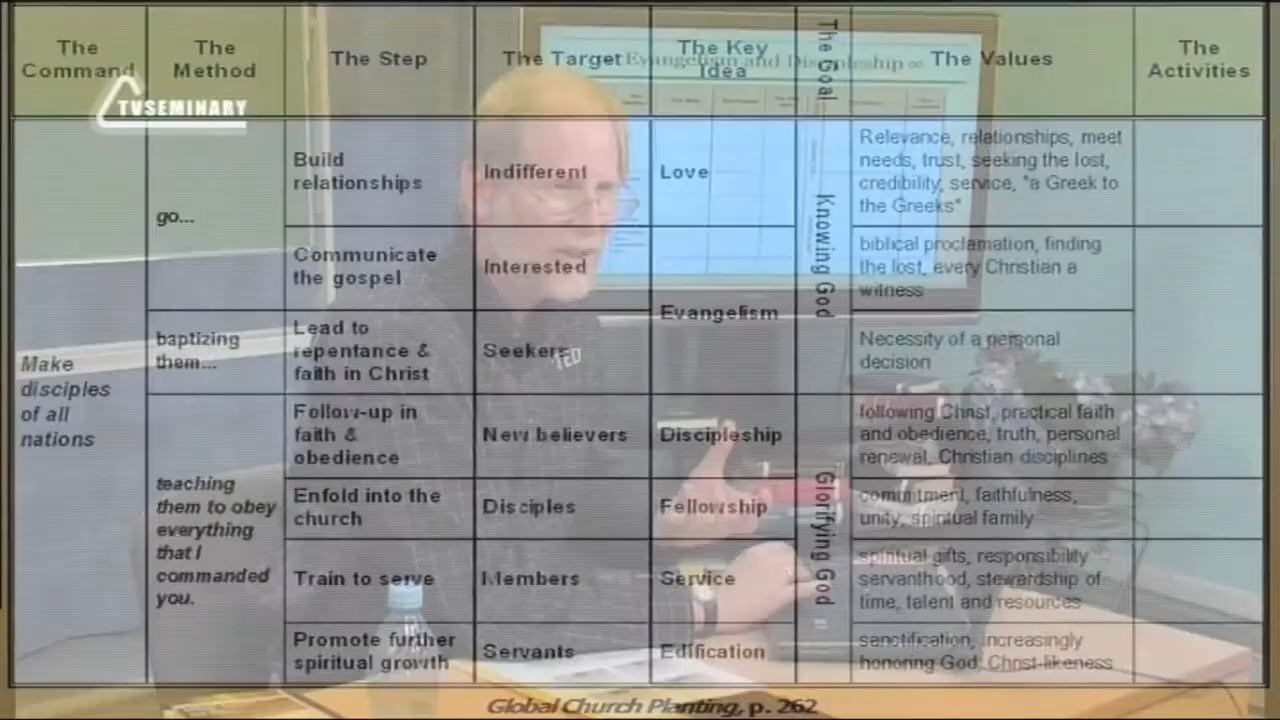 The Command
The Method
The Step
The Target
The Key Idea
The Goal
The Values
The Activities
Evangelism and Discipleship
TVSEMINARY
Make
disciples
of all
nations
go...
baptizing
them...
teaching
them to obey
everything
that I
commanded
you.
Build
relationships
Indifferent
Love
Relevance, relationships, meet
needs, trust, seeking the lost,
credibility, service, "a Greek to
the Greeks"
Communicate
the gospel
Interested
biblical proclamation, finding
the lost, every Christian a
witness
Evangelism
Knowing God
Lead to
repentance &
faith in Christ
Seekers
TED
Necessity of a personal
decision
Follow-up in
faith &
obedience
New believers
Discipleship
following Christ, practical faith
and obedience, truth, personal
renewal, Christian disciplines
Enfold into the
church
Disciples
Fellowship
Glorifying God
commitment, faithfulness,
unity, spiritual family
Train to serve
Members
Service
spiritual gifts, responsibility
servanthood, stewardship of
time, talent and resources
Promote further
spiritual growth
Servants
Edification
sanctification, increasingly
honoring God, Christ-likeness
Global Church Planting, p. 262